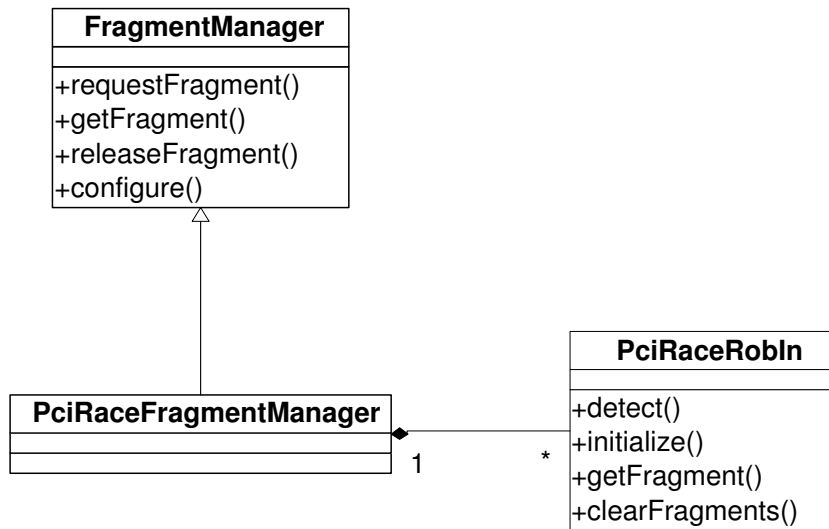 FragmentManager
+requestFragment()
+getFragment()
+releaseFragment()
+configure()
PciRaceRobIn
+detect()
+initialize()
+getFragment()
+clearFragments()
PciRaceFragmentManager
1
*